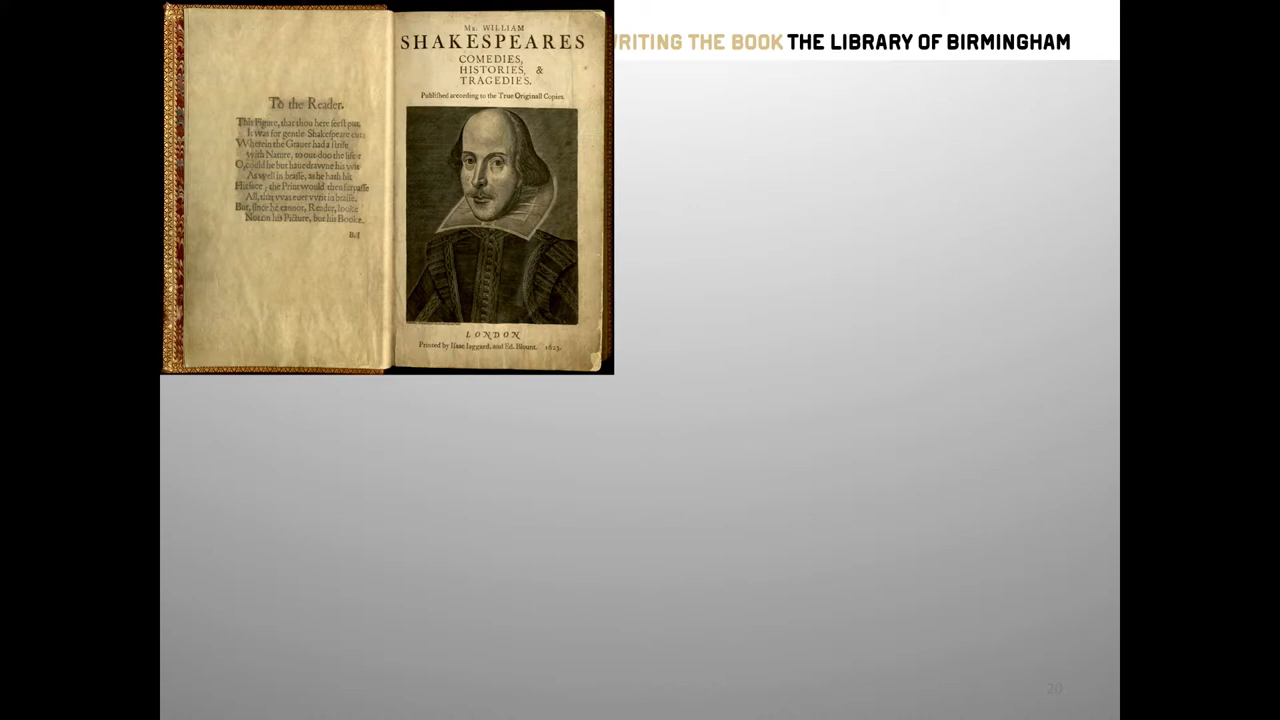 To the Reader.
This Figure, that thou here seest put,
It was for gentle Shakespeare cut;
Wherein the Grauer had a strife
with Nature, to out-doo the life:
O, could he but haue drawne his wit
As well in brasse, as he hath hit
His face; the Print would then surpasse
All, that vvas euer vvrit in brasse.
But, since he cannot, Reader, looke
Not on his Picture, but his Booke.
B.I
Mr. WILLIAM
SHAKESPEARES
COMEDIES,
HISTORIES, &
TRAGEDIES.
Published according to the True Originall Copies.
LONDON
Printed by Isaac Iaggard, and Ed. Blount. 1623.
WRITING THE BOOK THE LIBRARY OF BIRMINGHAM
20